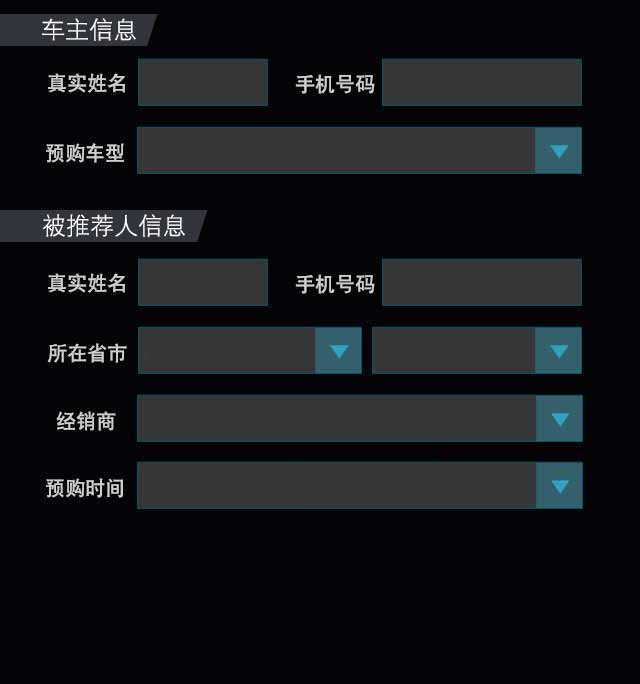 车主信息
真实姓名 手机号码
预购车型
被推荐人信息
真实姓名 手机号码
所在省市
经销商
预购时间